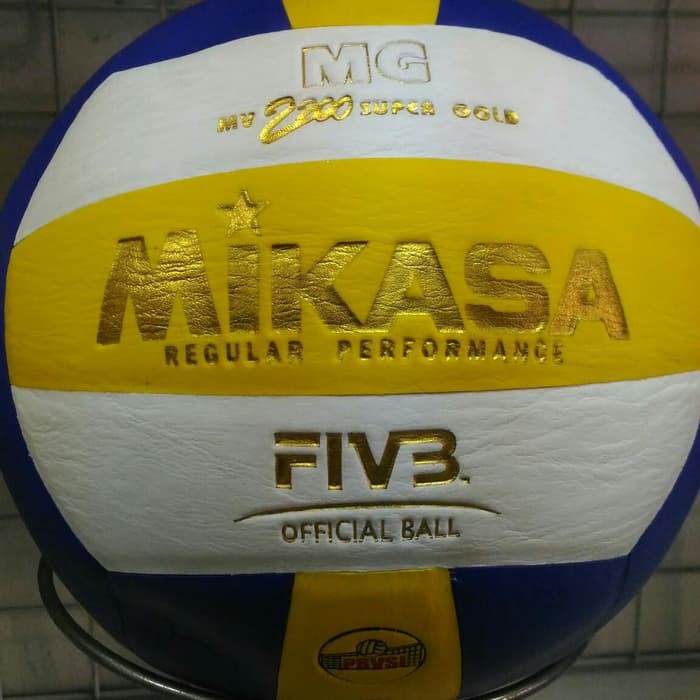 MG
MV 2200 SUPER GOLD
MiKASA
REGULAR PERFORMANCE
FIVB
OFFICIAL BALL
PBVSI